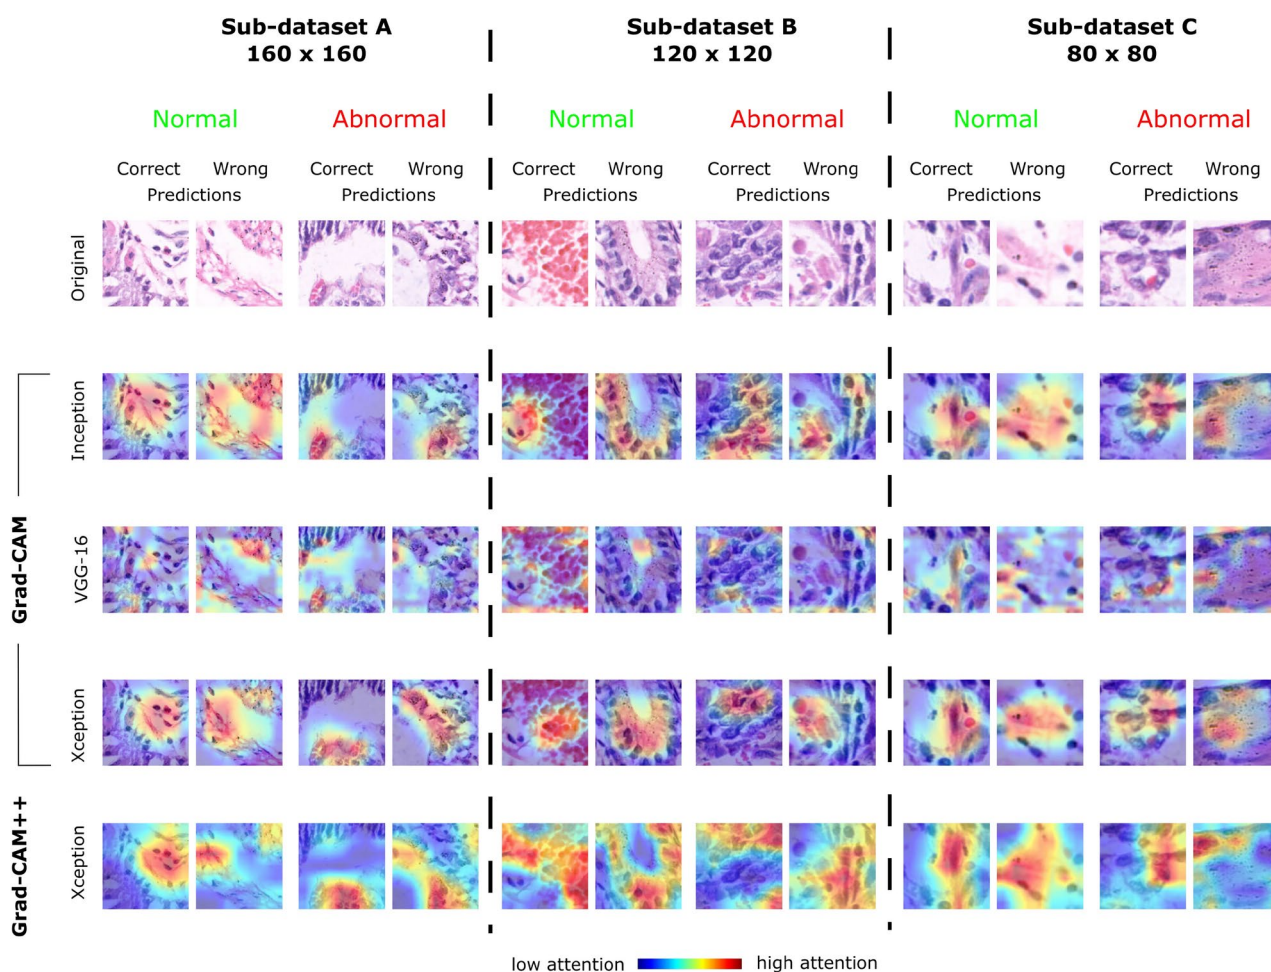 Sub-dataset A
160 x 160
Sub-dataset B
120 x 120
Sub-dataset C
80 x 80
Normal Abnormal Normal Abnormal Normal Abnormal
Correct Wrong Correct Wrong Correct Wrong Correct Wrong Correct Wrong Correct Wrong
Predictions Predictions Predictions Predictions Predictions Predictions
Original
Grad-CAM
Inception
VGG-16
Xception
Grad-CAM++
Xception
low attention high attention